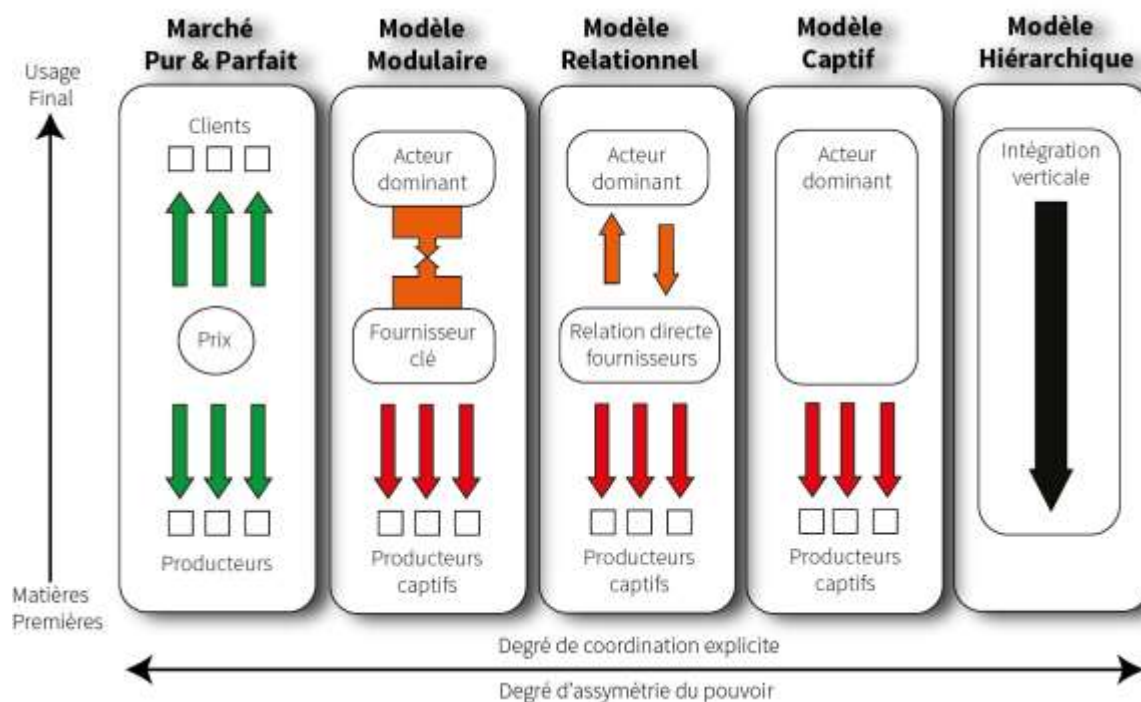 Marché
Pur & Parfait
Modèle
Modulaire
Modèle
Relationnel
Modèle
Captif
Modèle
Hiérarchique
Usage
Final
Matières
Premières
Clients
Prix
Producteurs
Acteur
dominant
Fournisseur
clé
Producteurs
captifs
Acteur
dominant
Relation directe
fournisseurs
Producteurs
captifs
Acteur
dominant
Producteurs
captifs
Intégration
verticale
Degré de coordination explicite
Degré d'assymétrie du pouvoir